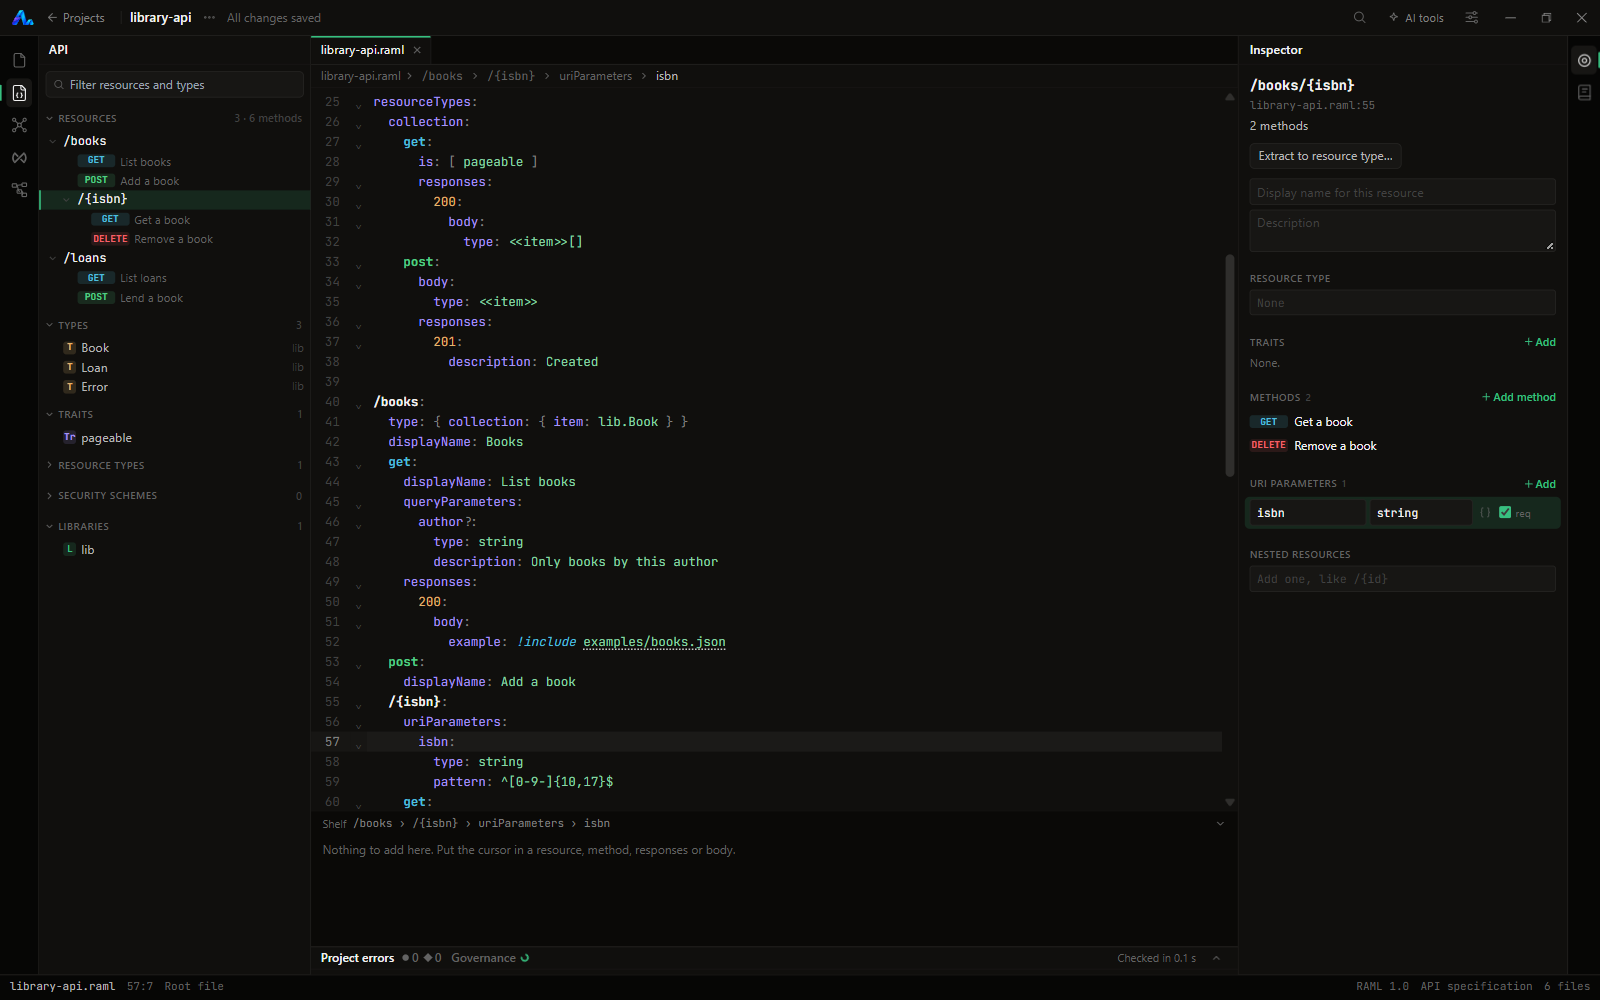 Projects library-api All changes saved AI tools
API
Filter resources and types
RESOURCES 3 · 6 methods
/books
GET List books
POST Add a book
/{isbn}
GET Get a book
DELETE Remove a book
/loans
GET List loans
POST Lend a book
TYPES 3
T Book lib
T Loan lib
T Error lib
TRAITS 1
Tr pageable
RESOURCE TYPES 1
SECURITY SCHEMES 0
LIBRARIES 1
L lib
library-api.raml
library-api.raml > /books > /{isbn} > uriParameters > isbn
25 resourceTypes:
26 collection:
27 get:
28 is: [ pageable ]
29 responses:
30 200:
31 body:
32 type: <<item>>[]
33 post:
34 body:
35 type: <<item>>
36 responses:
37 201:
38 description: Created
39
40 /books:
41 type: { collection: { item: lib.Book } }
42 displayName: Books
43 get:
44 displayName: List books
45 queryParameters:
46 author?:
47 type: string
48 description: Only books by this author
49 responses:
50 200:
51 body:
52 example: !include examples/books.json
53 post:
54 displayName: Add a book
55 /{isbn}:
56 uriParameters:
57 isbn:
58 type: string
59 pattern: ^[0-9-]{10,17}$
60 get:
Shelf /books > /{isbn} > uriParameters > isbn
Nothing to add here. Put the cursor in a resource, method, responses or body.
Project errors 0 0 Governance Checked in 0.1 s
Inspector
/books/{isbn}
library-api.raml:55
2 methods
Extract to resource type...
Display name for this resource
Description
RESOURCE TYPE
None
TRAITS + Add
None.
METHODS 2 + Add method
GET Get a book
DELETE Remove a book
URI PARAMETERS 1 + Add
isbn string {} req
NESTED RESOURCES
Add one, like /{id}
library-api.raml 57:7 Root file RAML 1.0 API specification 6 files